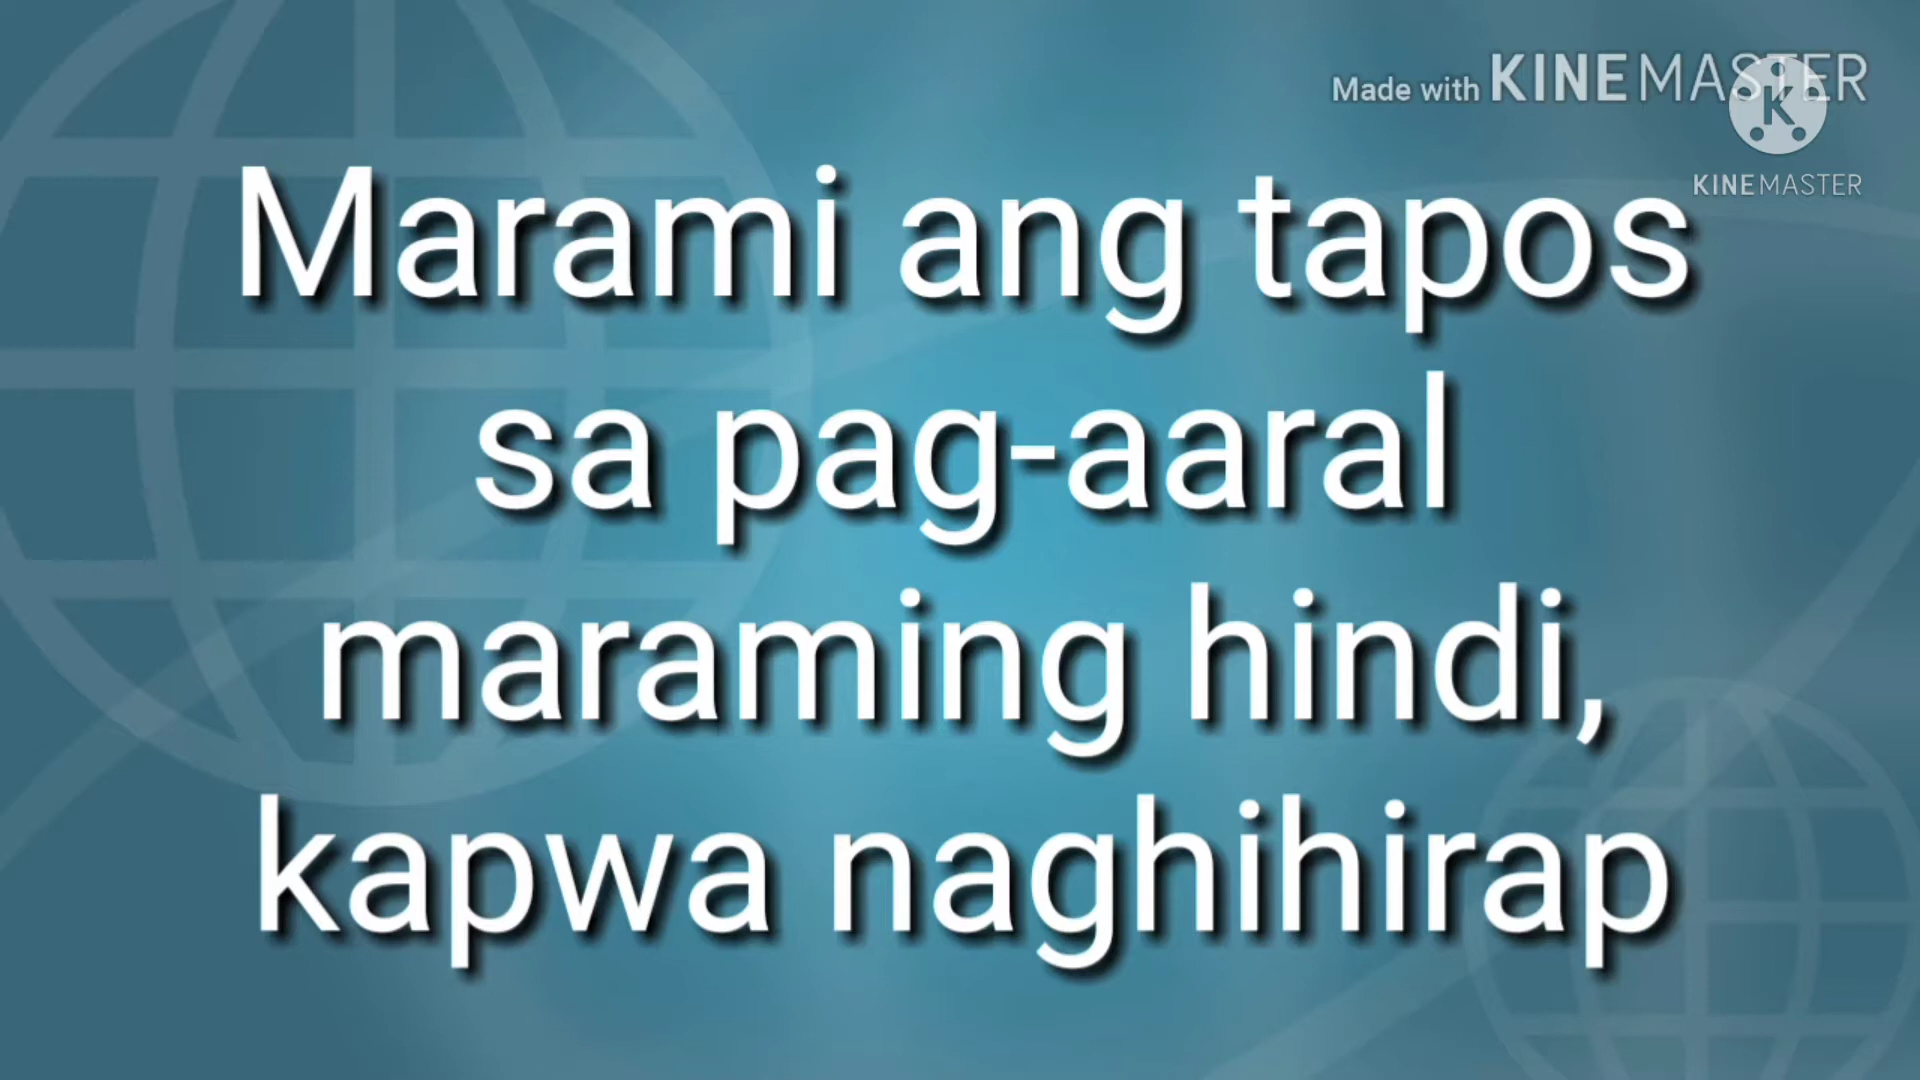 Made with KINEMASTER
KINEMASTER
Marami ang tapos
sa pag-aaral
maraming hindi,
kapwa naghihirap